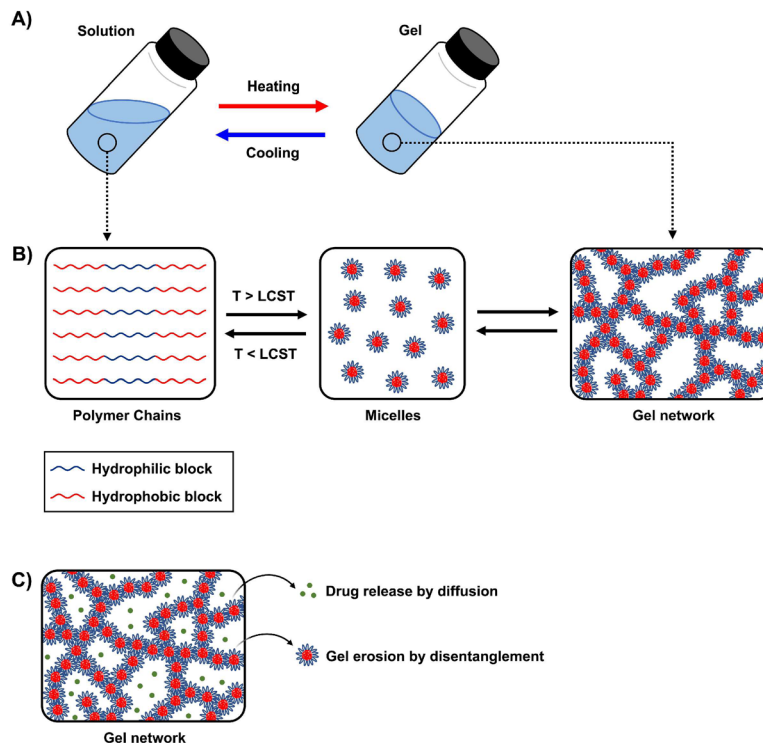 A)
Solution
Gel
Heating
Cooling
B)
T > LCST
T < LCST
Polymer Chains
Micelles
Gel network
Hydrophilic block
Hydrophobic block
C)
Drug release by diffusion
Gel erosion by disentanglement
Gel network